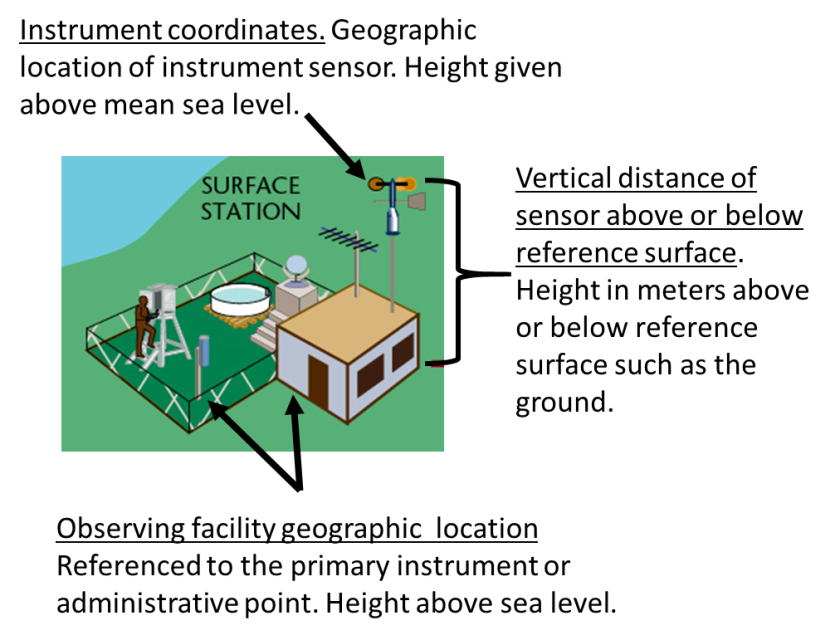 Instrument coordinates. Geographic
location of instrument sensor. Height given
above mean sea level.
SURFACE
STATION
Vertical distance of
sensor above or below
reference surface.
Height in meters above
or below reference
surface such as the
ground.
Observing facility geographic  location
Referenced to the primary instrument or
administrative point. Height above sea level.